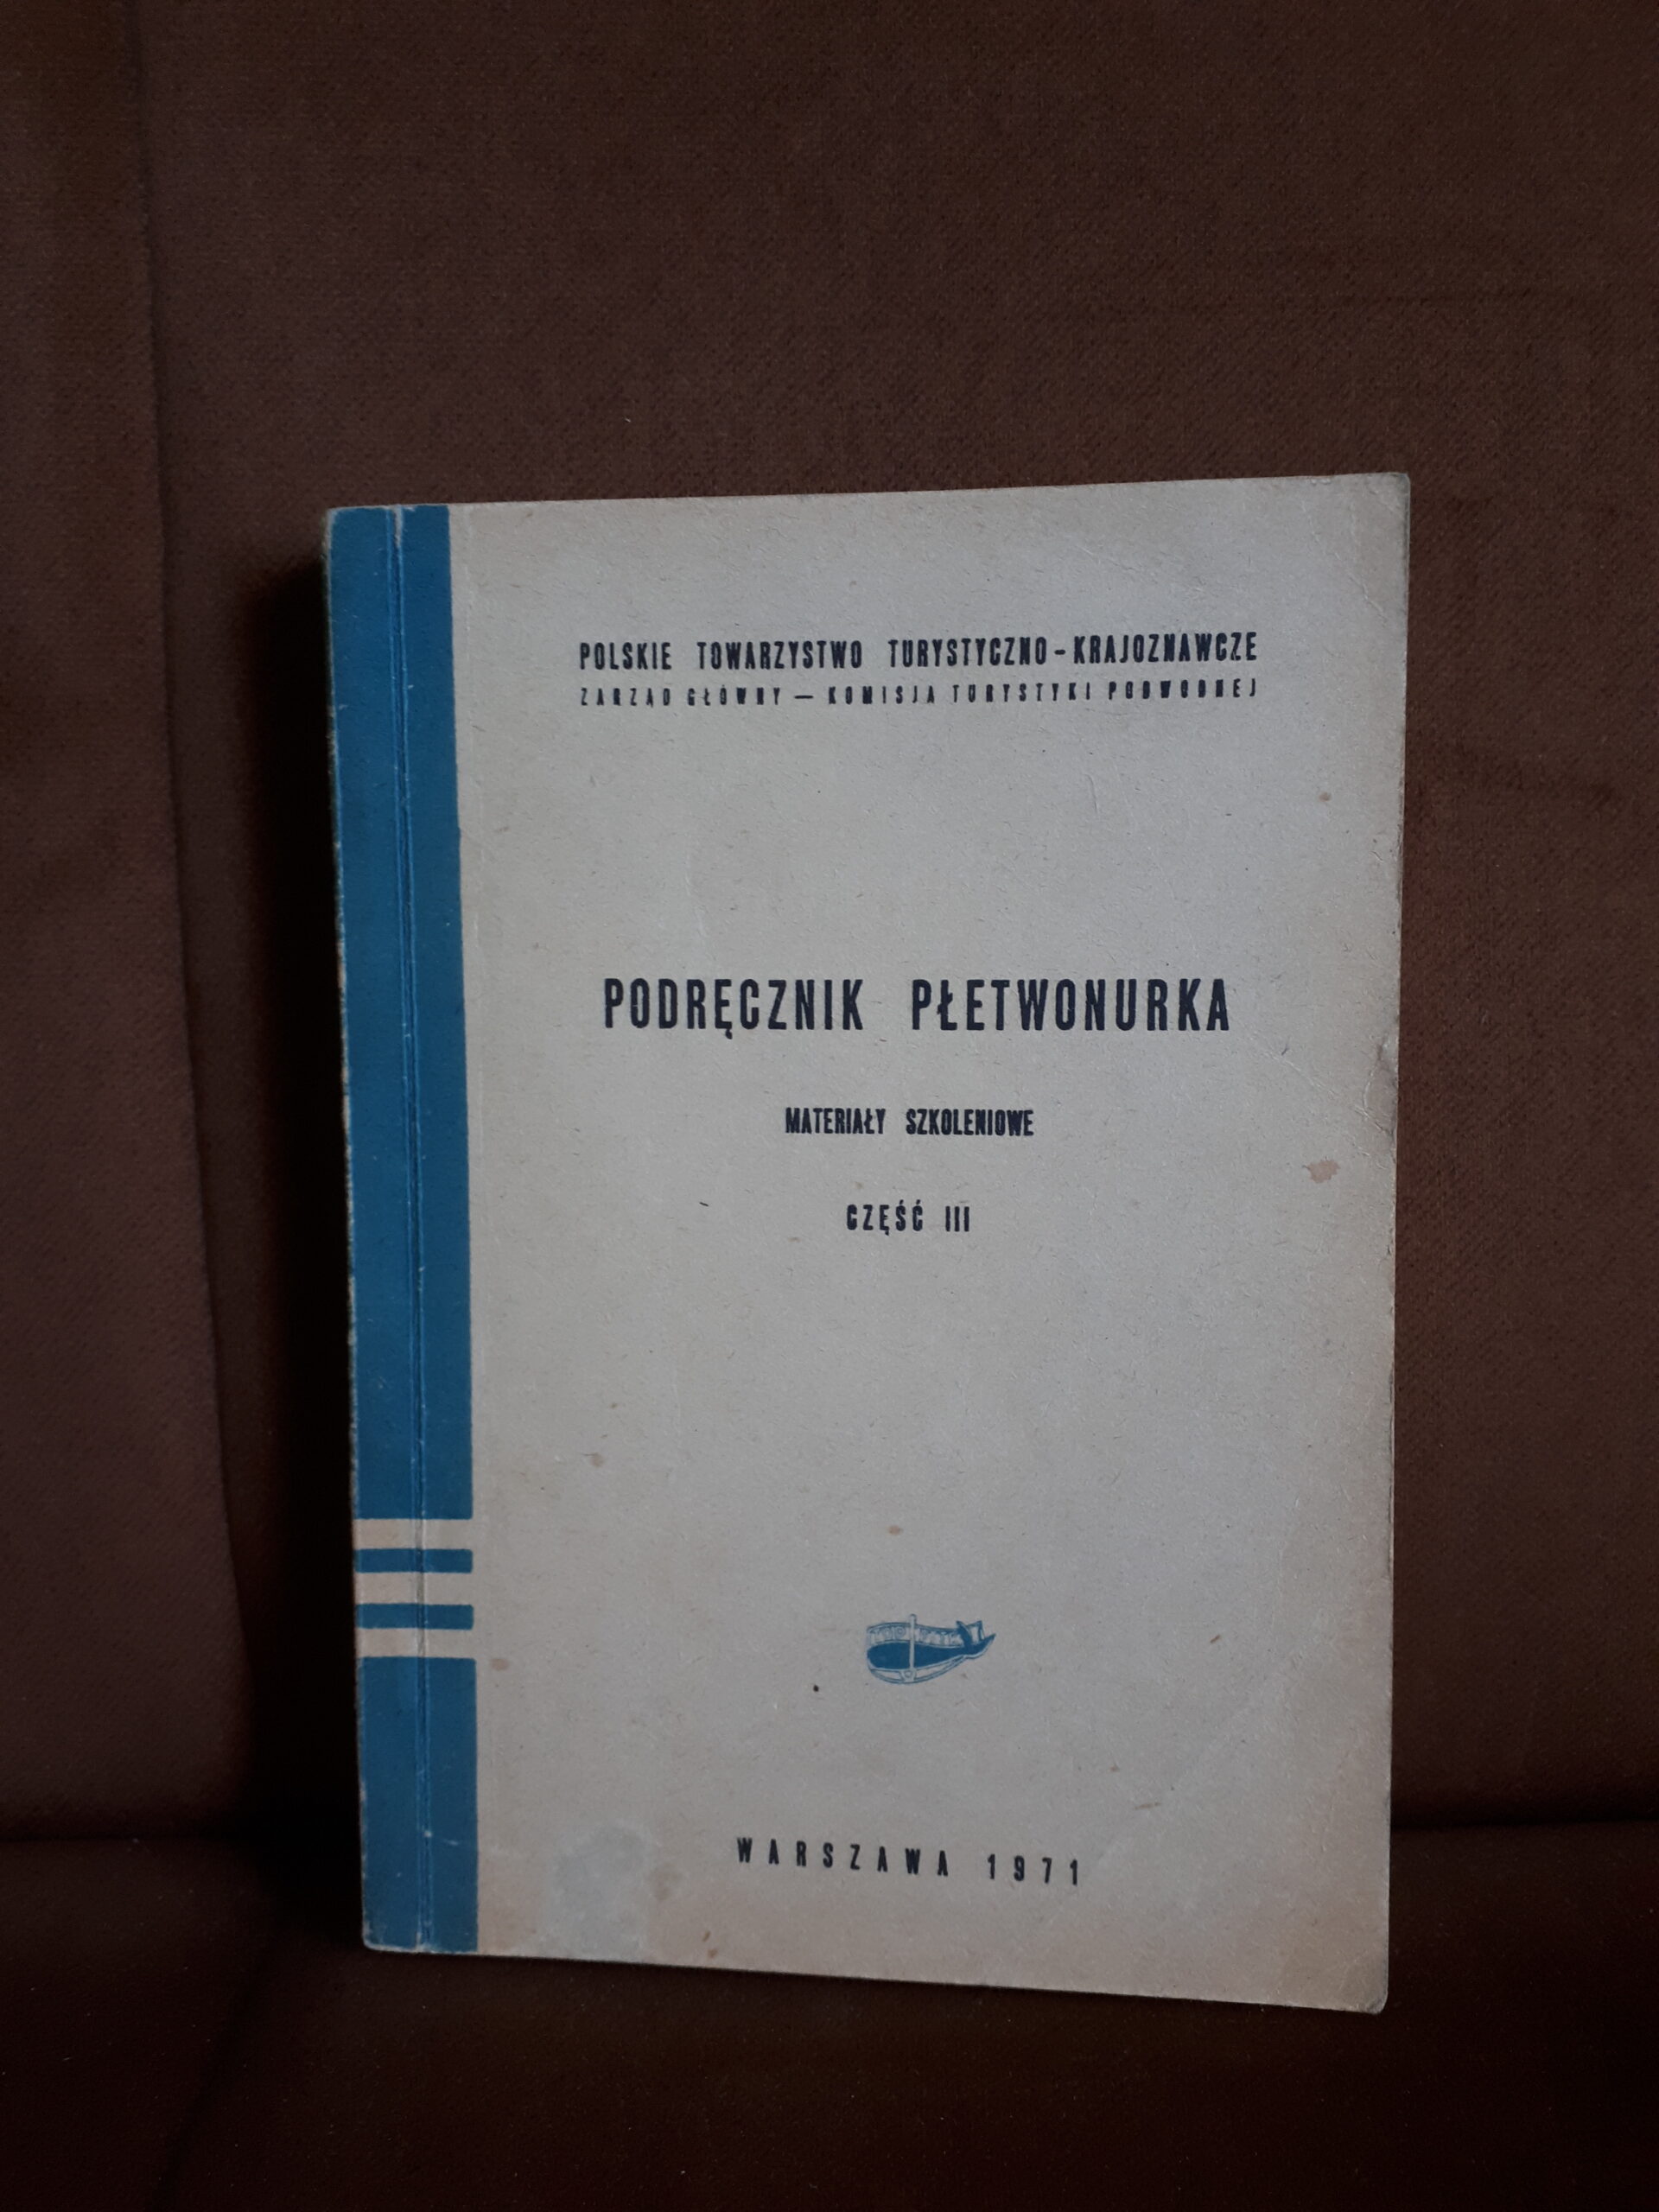 POLSKIE TOWARZYSTWO TURYSTYCZNO-KRAJOZNAWCZE
ZARZĄD GŁÓWNY — KOMISJA TURYSTYKI PODWODNEJ
PODRĘCZNIK PŁETWONURKA
MATERIAŁY SZKOLENIOWE
CZĘŚĆ III
WARSZAWA 1971